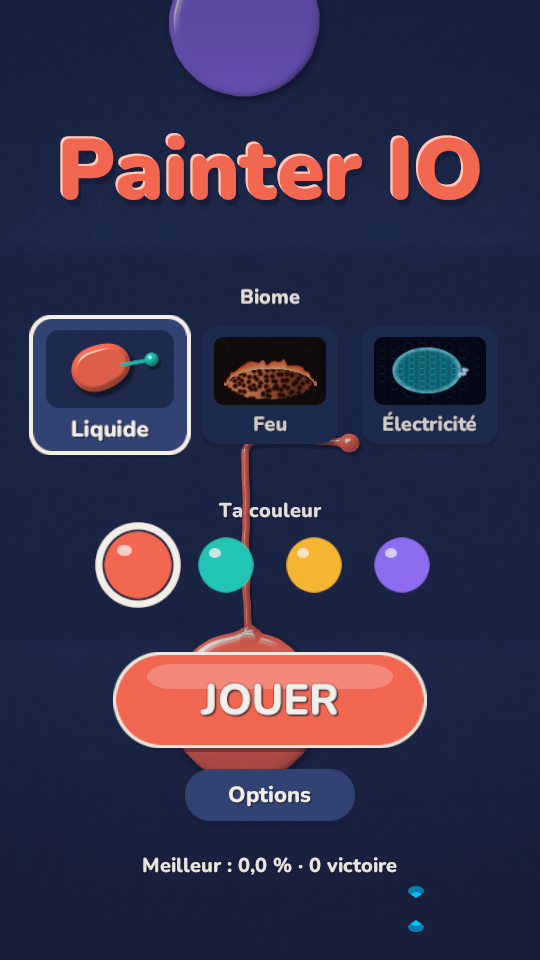 Painter IO
Biome
Liquide
Feu
Électricité
Ta couleur
JOUER
Options
Meilleur : 0,0 % · 0 victoire